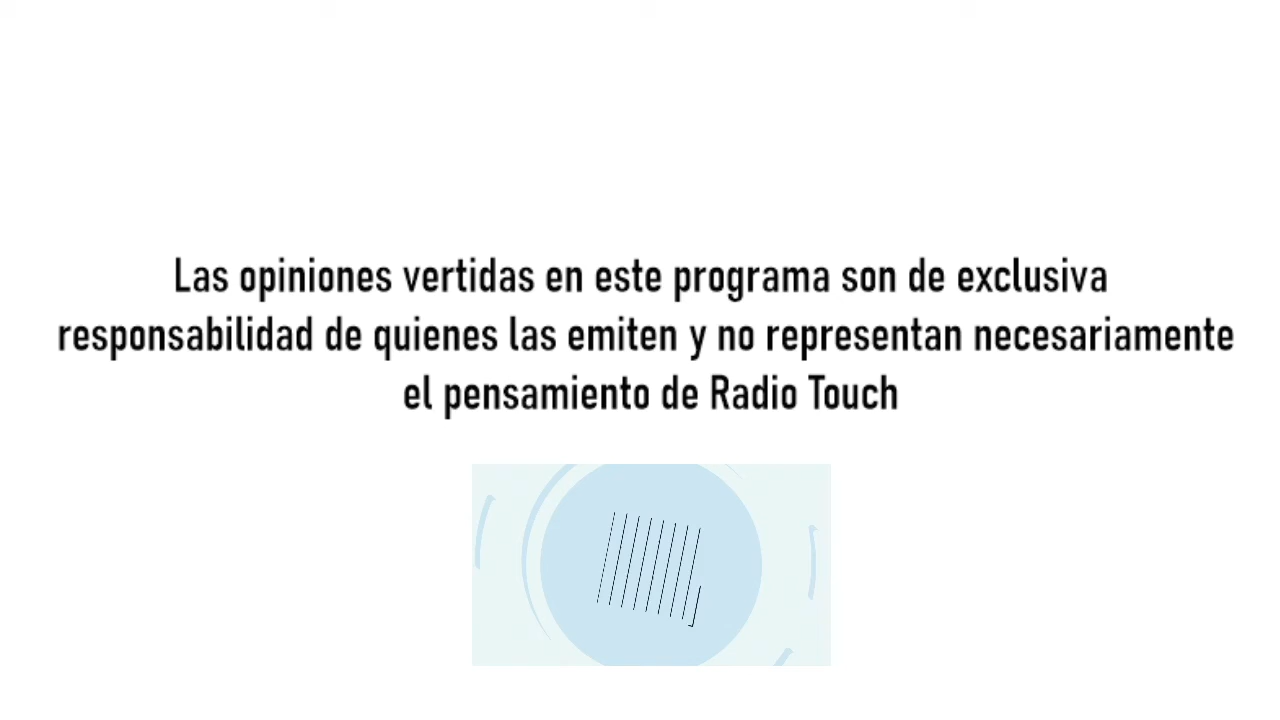 Las opiniones vertidas en este programa son de exclusiva
responsabilidad de quienes las emiten y no representan necesariamente
el pensamiento de Radio Touch